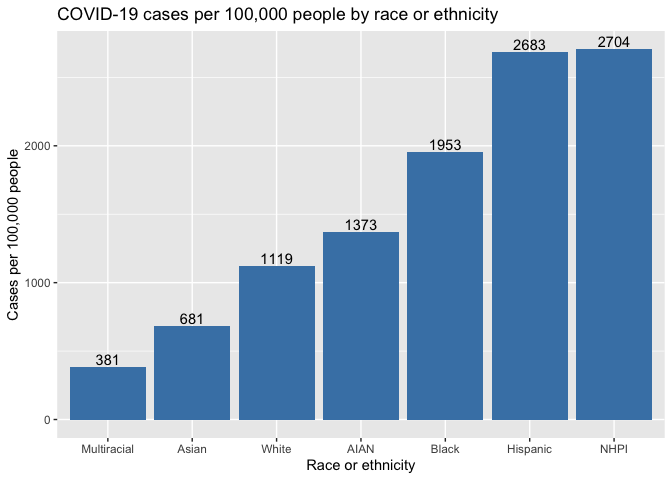 COVID-19 cases per 100,000 people by race or ethnicity
2683 2704
1953
1373
1119
681
381
2000
1000
0
Cases per 100,000 people
Multiracial Asian White AIAN Black Hispanic NHPI
Race or ethnicity